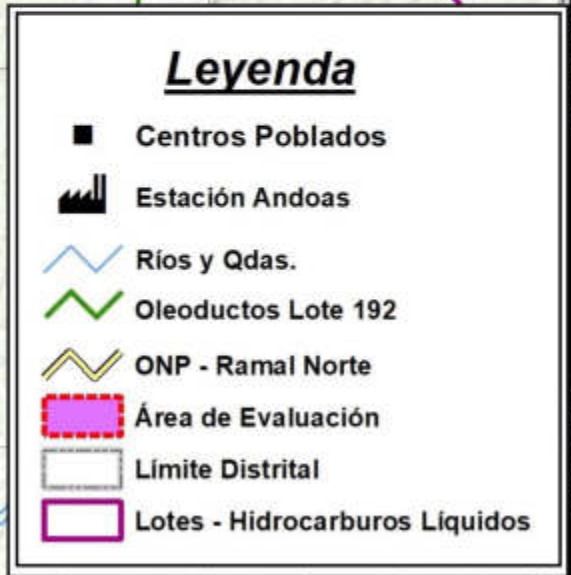 Leyenda
Centros Poblados
Estación Andoas
Ríos y Qdas.
Oleoductos Lote 192
ONP - Ramal Norte
Área de Evaluación
Límite Distrital
Lotes - Hidrocarburos Líquidos